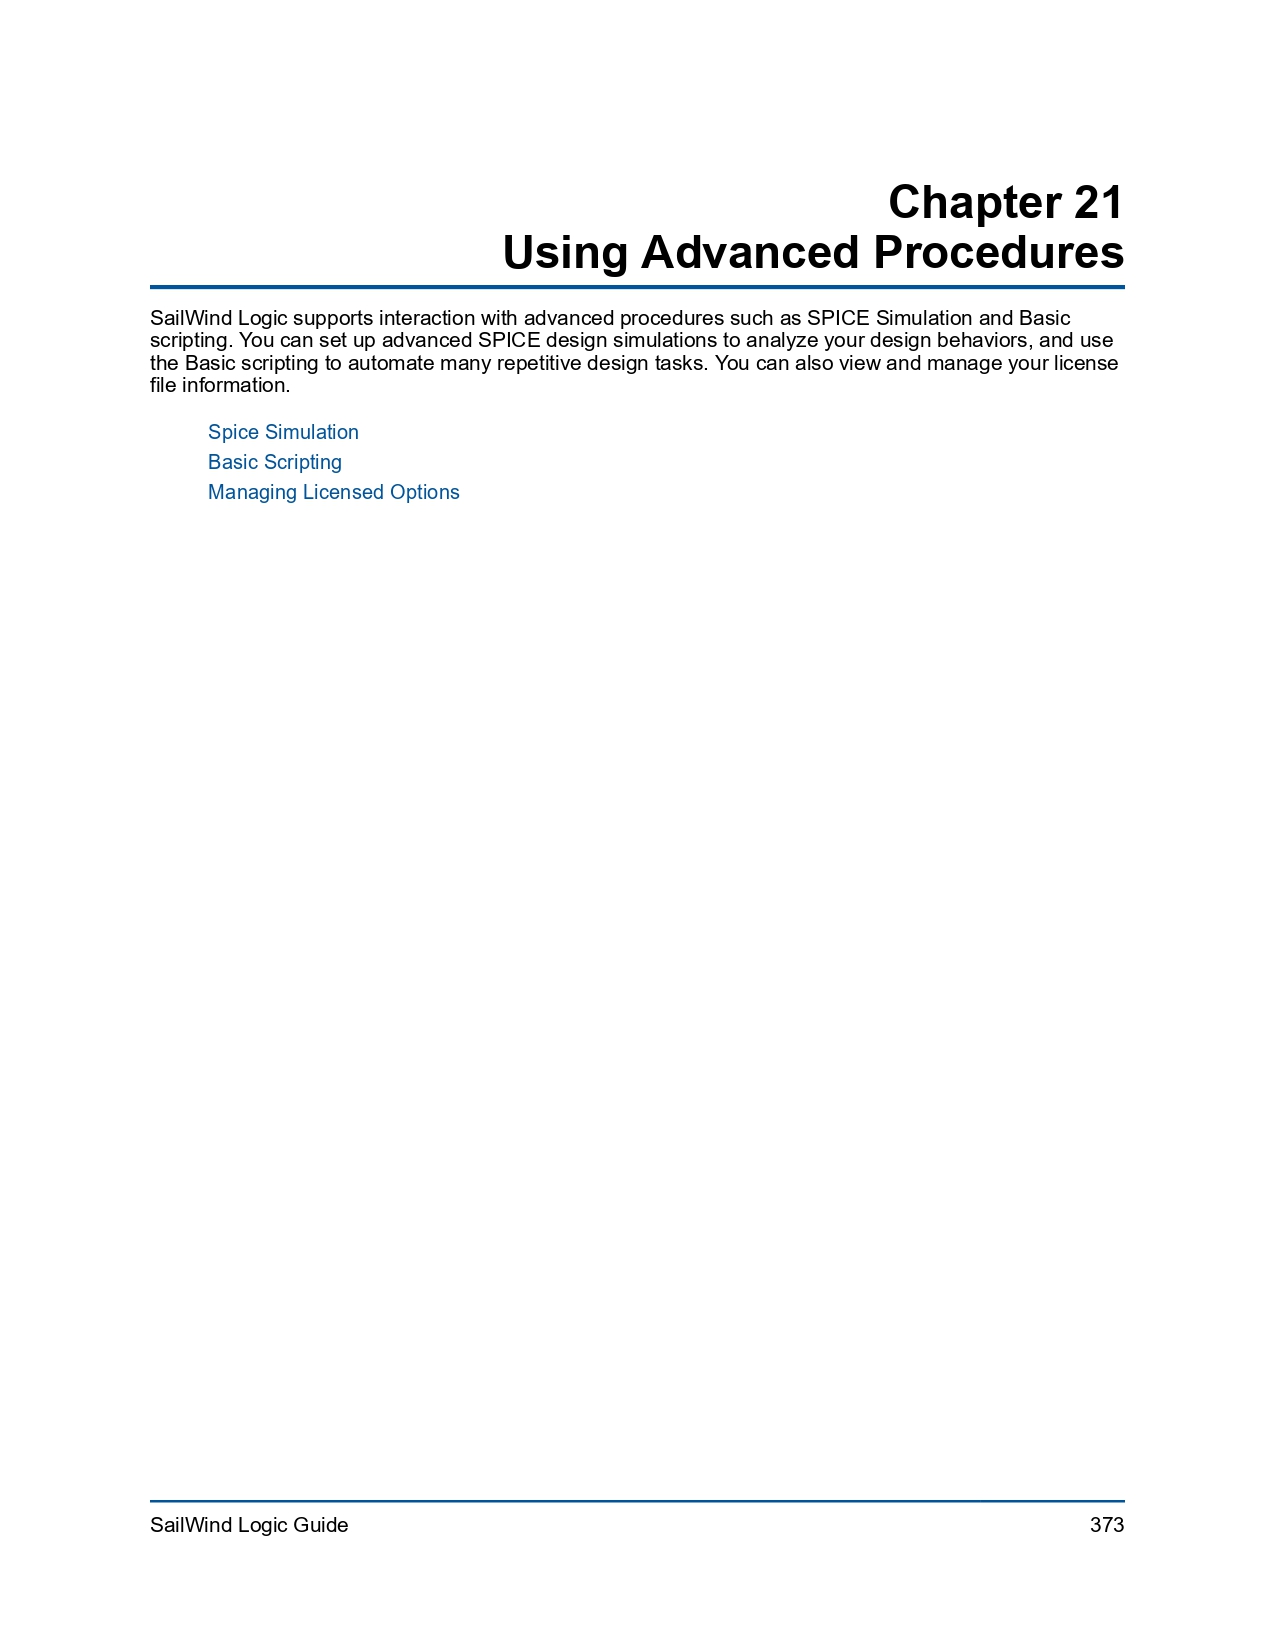 Chapter 21
Using Advanced Procedures
SailWind Logic supports interaction with advanced procedures such as SPICE Simulation and Basic
scripting. You can set up advanced SPICE design simulations to analyze your design behaviors, and use
the Basic scripting to automate many repetitive design tasks. You can also view and manage your license
file information.
Spice Simulation
Basic Scripting
Managing Licensed Options
SailWind Logic Guide 373